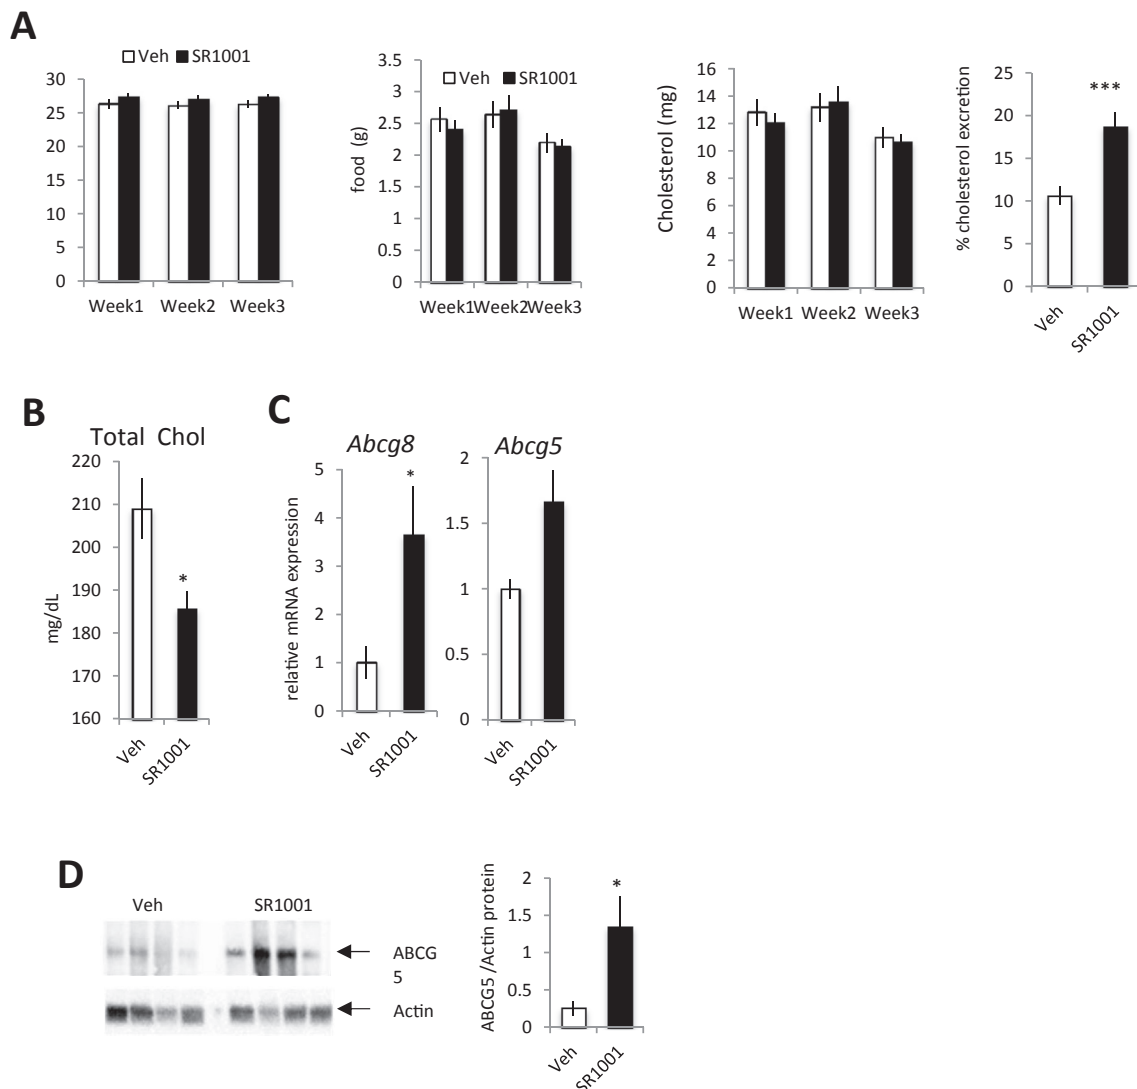 A
Veh SR1001
30
25
20
15
10
5
0
Week1 Week2 Week3
Veh SR1001
food (g)
3.5
3
2.5
2
1.5
1
0.5
0
Week1 Week2 Week3
Cholesterol (mg)
16
14
12
10
8
6
4
2
0
Week1 Week2 Week3
% cholesterol excretion
25
20
15
10
5
0
***
Veh
SR1001
B
Total Chol
mg/dL
220
210
200
190
180
170
160
*
Veh
SR1001
C
Abcg8
relative mRNA expression
5
4
3
2
1
0
*
Veh
SR1001
Abcg5
2
1.5
1
0.5
0
Veh
SR1001
D
Veh SR1001
ABCG
5
Actin
ABCG5 /Actin protein
2
1.5
1
0.5
0
*
Veh
SR1001